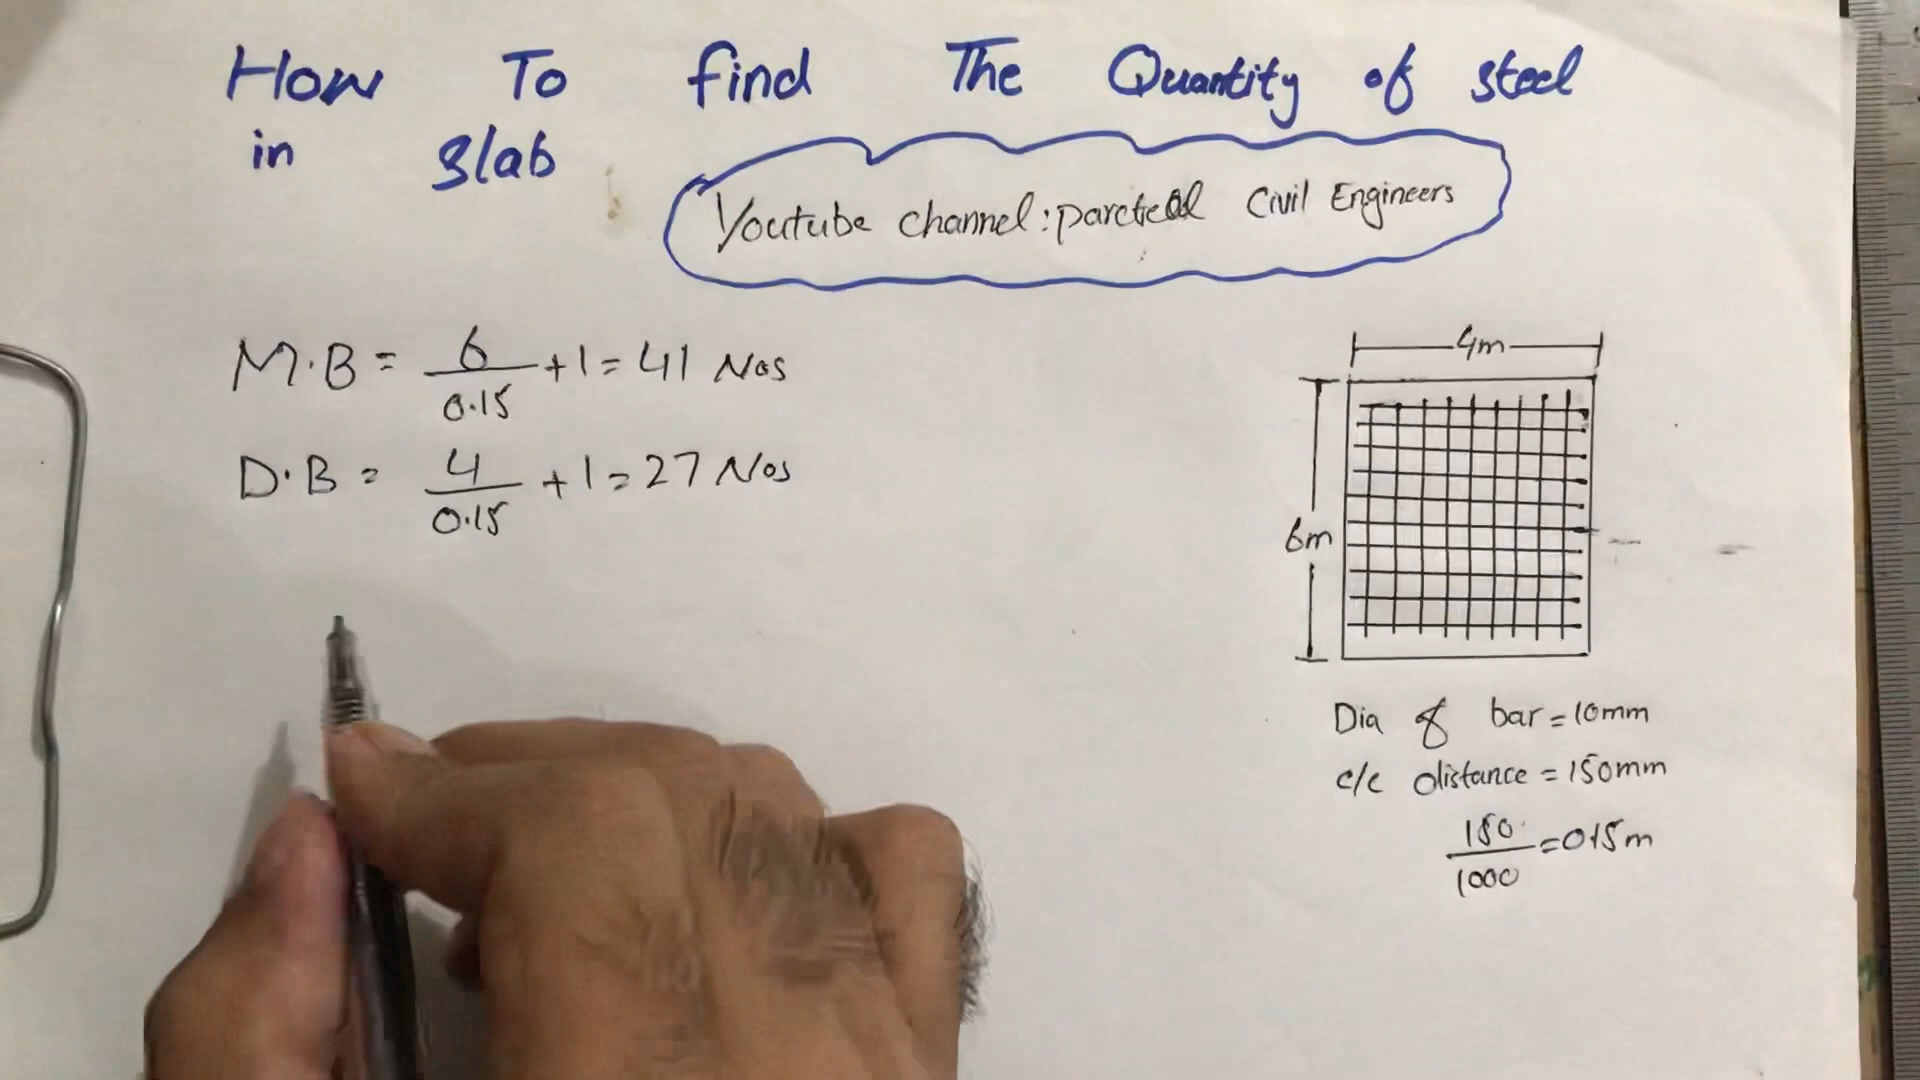 How To find The Quantity of steel
in slab
Youtube channel: parctical Civil Engineers
M.B = 6/0.15 + 1 = 41 Nos
D.B = 4/0.15 + 1 = 27 Nos
4m
6m
Dia of bar = 10mm
c/c distance = 150mm
150/1000 = 0.15m